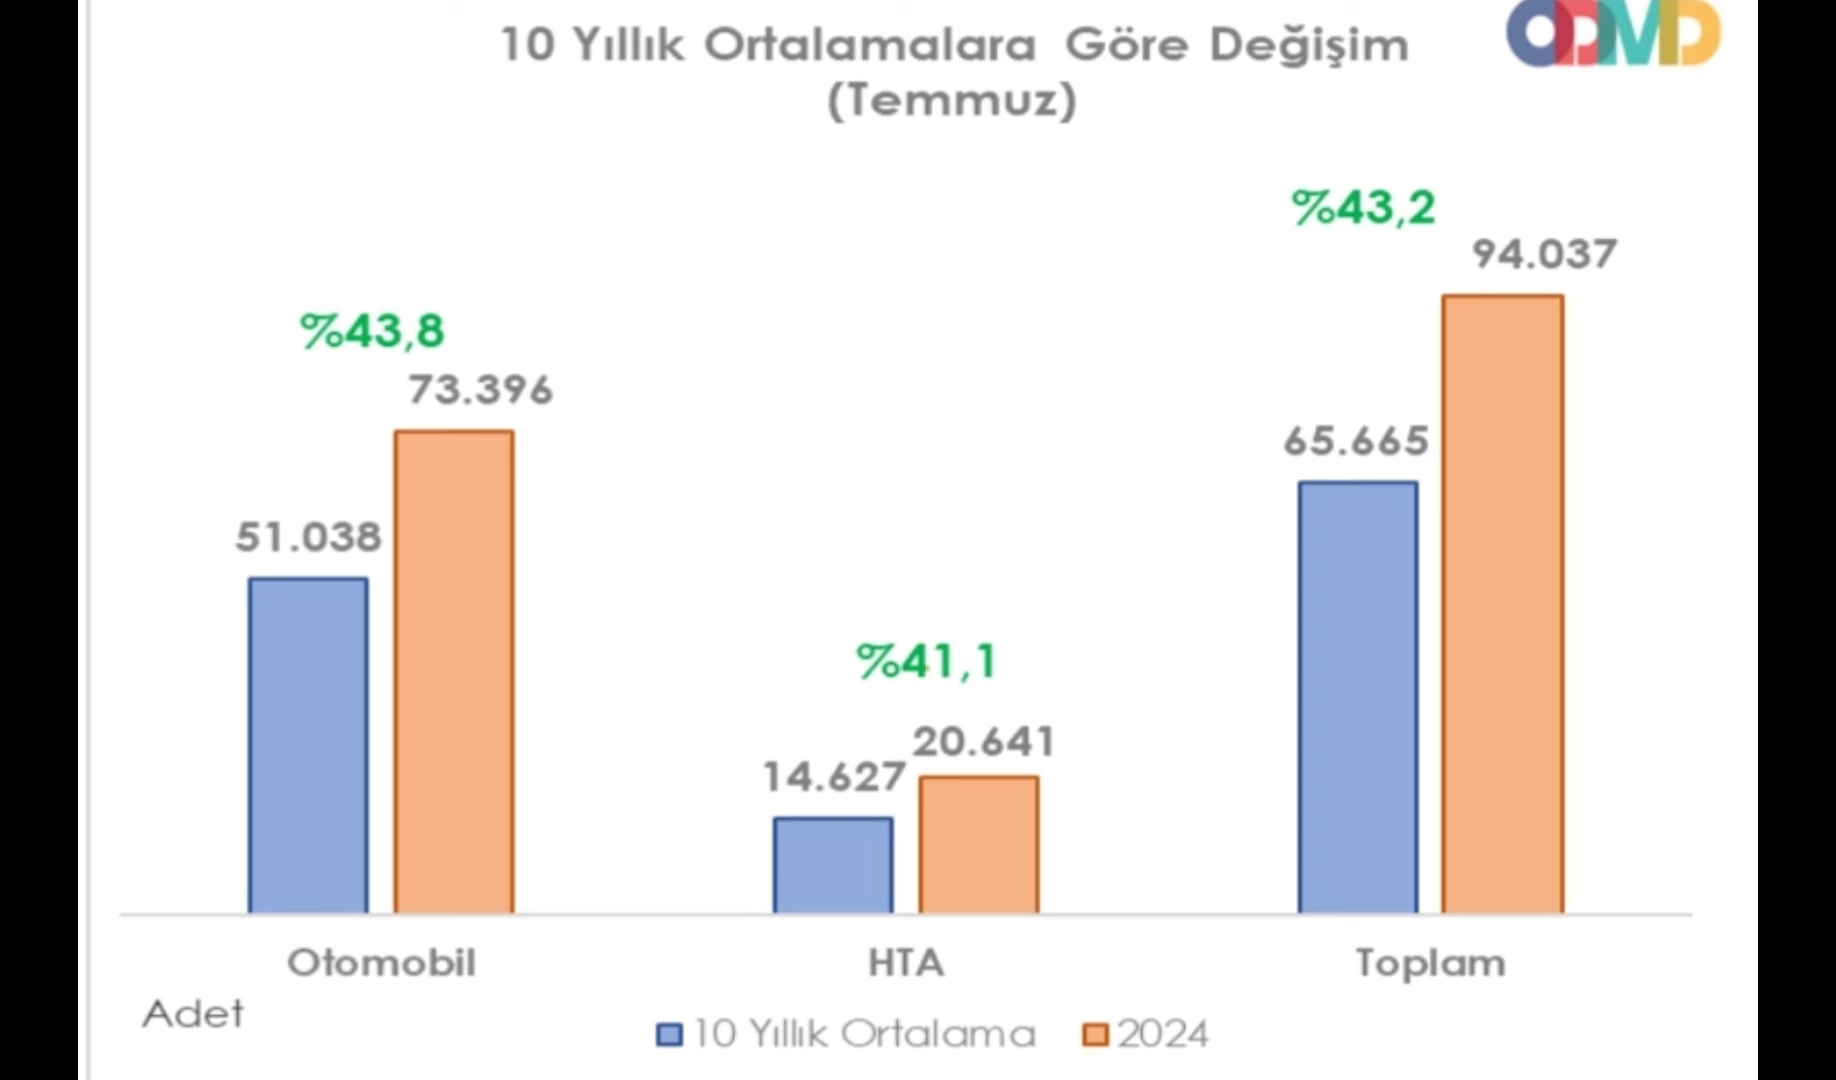 10 Yıllık Ortalamalara Göre Değişim
(Temmuz)
ODMD
%43,2
94.037
%43,8
73.396
65.665
51.038
%41,1
20.641
14.627
Otomobil HTA Toplam
Adet
10 Yıllık Ortalama 2024